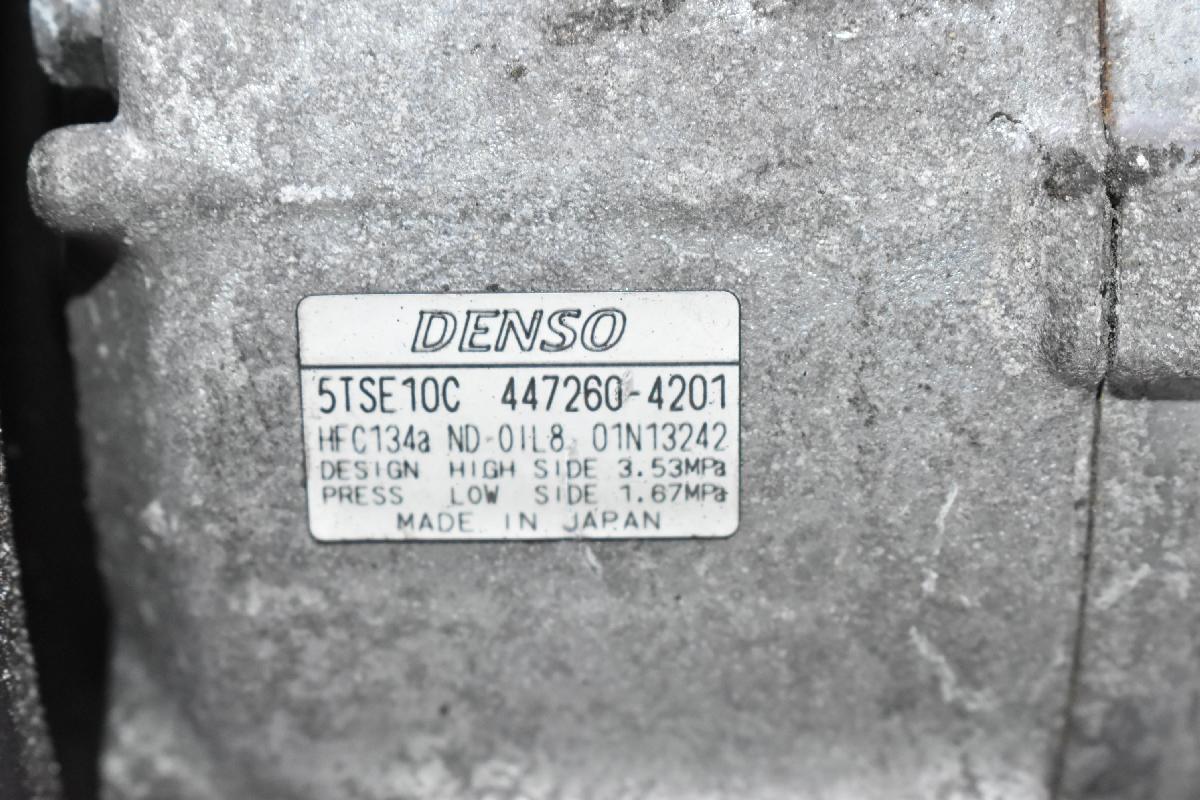 DENSO
5TSE10C 447260-4201
HFC134a ND-OIL8 01N13242
DESIGN HIGH SIDE 3.53MPa
PRESS LOW SIDE 1.67MPa
MADE IN JAPAN